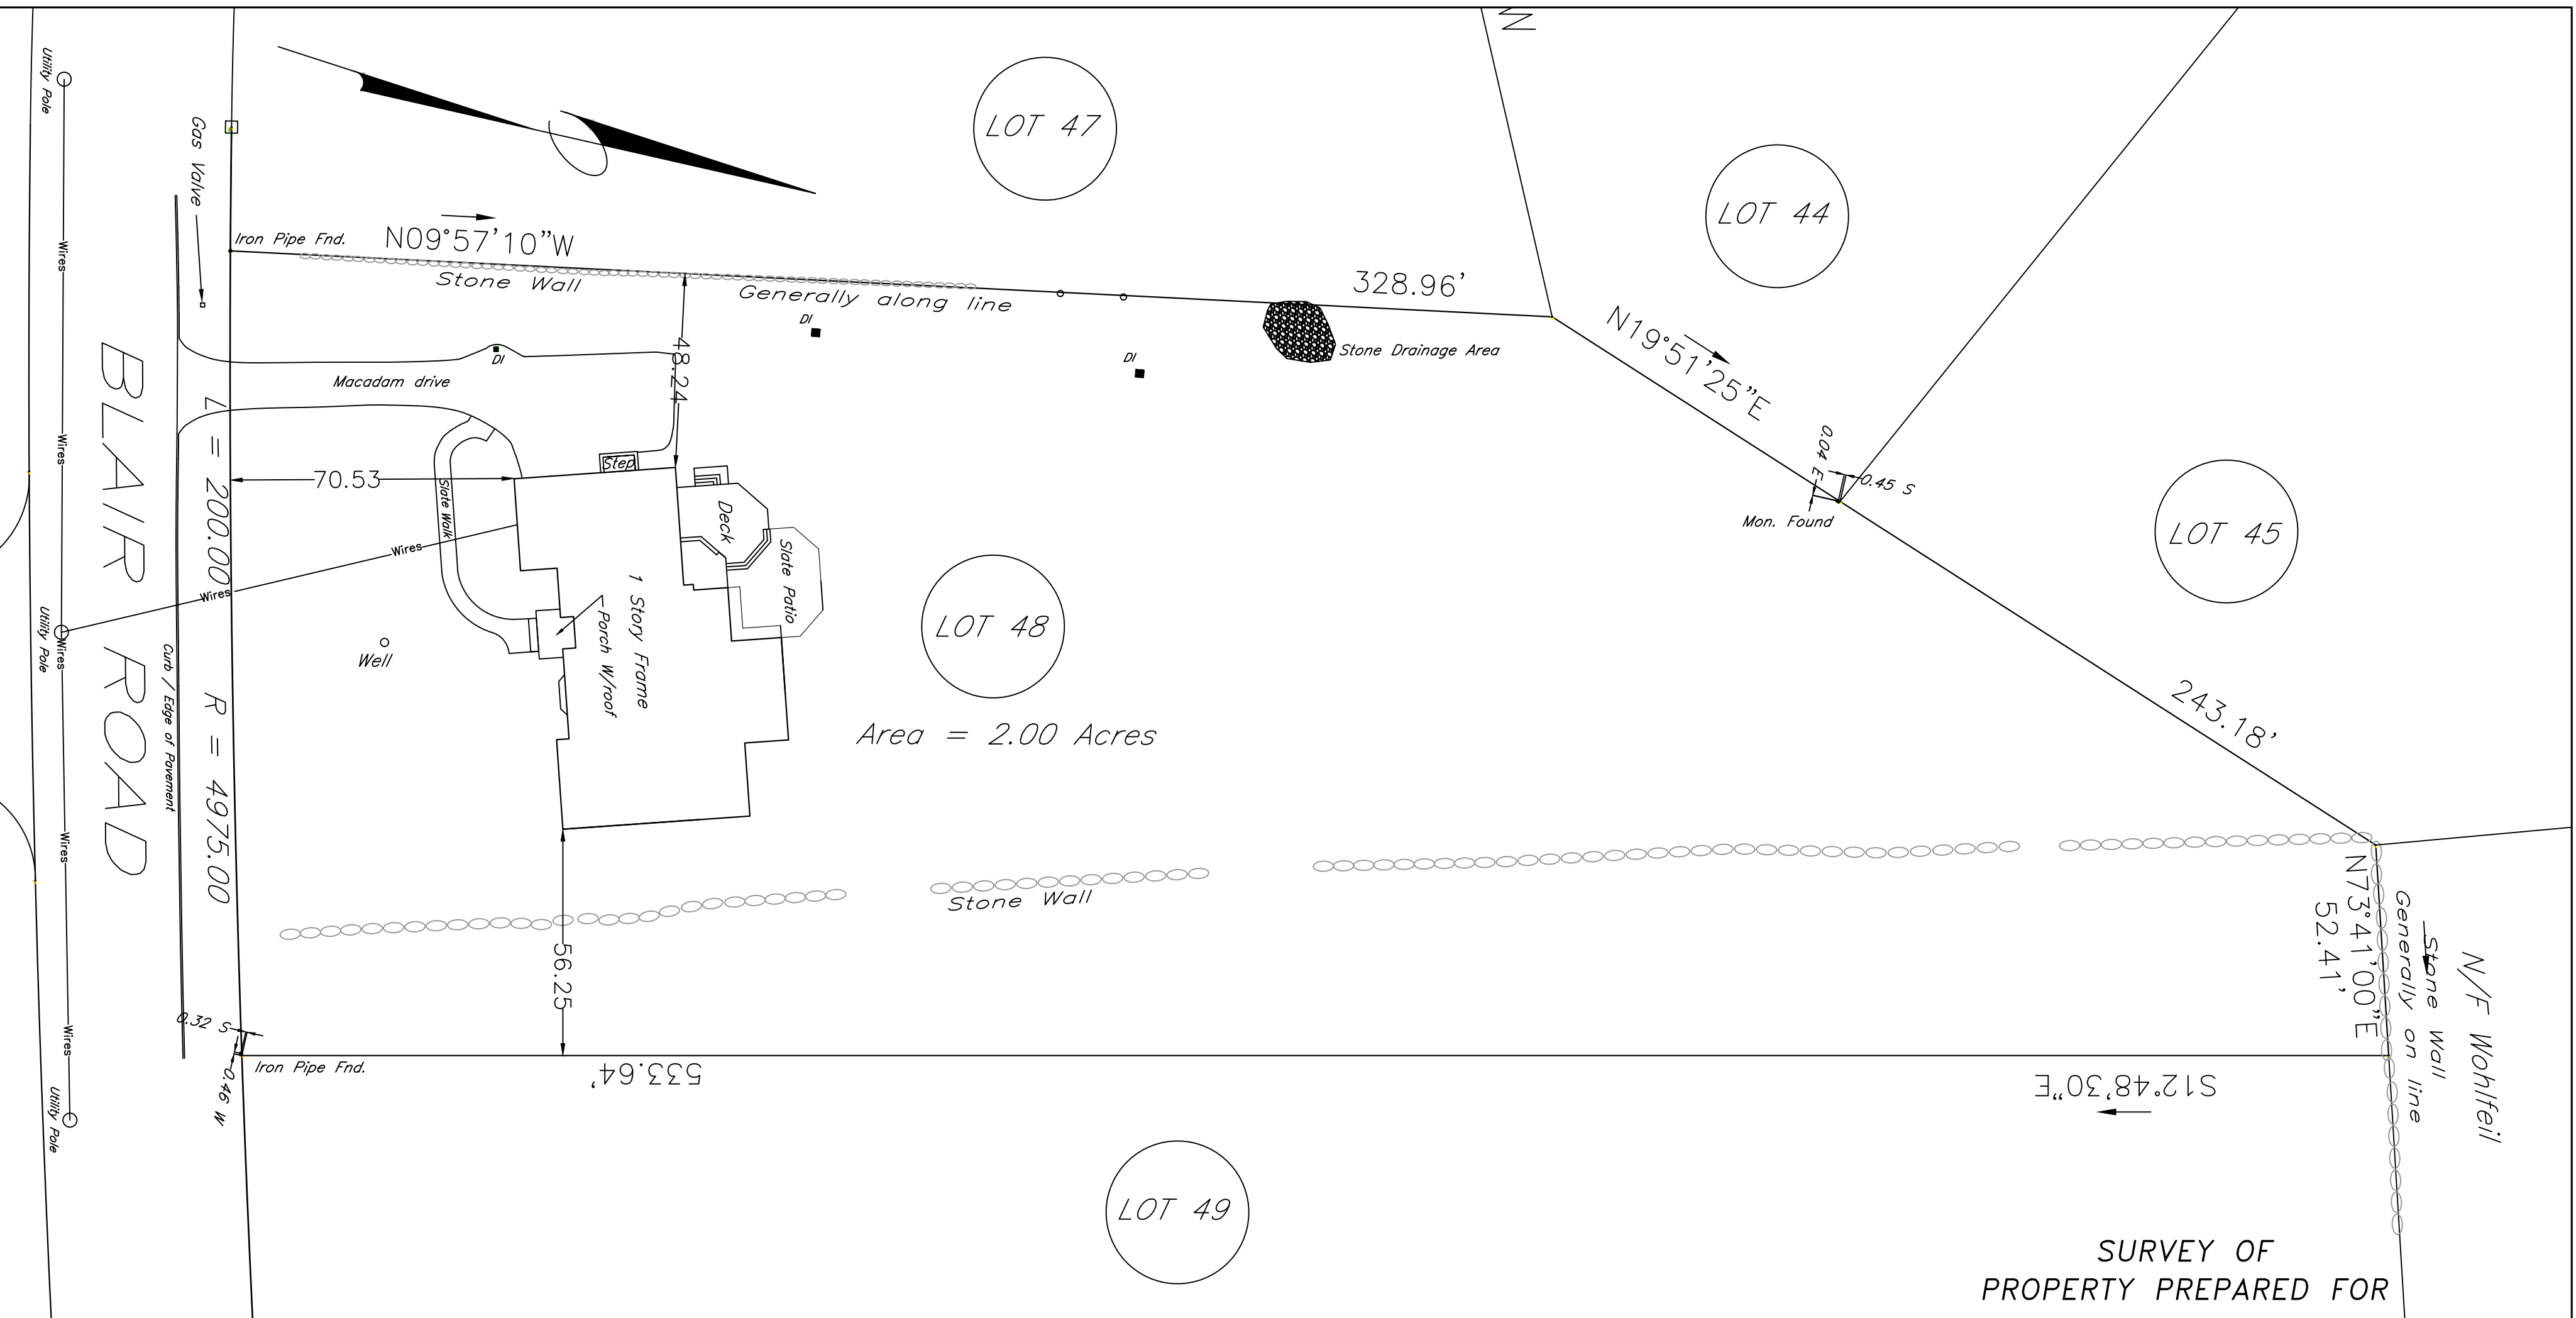 W
LOT 47
LOT 44
LOT 45
Utility Pole
Gas Valve
Wires
Iron Pipe Fnd.
N09°57'10"W
Stone Wall
Generally along line
328.96'
DI
DI
DI
Stone Drainage Area
N19°51'25"E
Macadam drive
48.24
0.04 E
0.45 S
Mon. Found
BLAIR ROAD
L = 200.00'
R = 4975.00
70.53
Step
Slate Walk
Deck
Slate Patio
Wires
Wires
Wires
Wires
Utility Pole
Curb / Edge of Pavement
Well
1 Story Frame
Porch W/roof
LOT 48
Area = 2.00 Acres
243.18'
Wires
Stone Wall
56.25
N73°41'00"E
52.41'
Generally on line
Stone Wall
N/F Wohlfeil
Wires
0.32 S
0.46 W
Iron Pipe Fnd.
533.64'
S12°48'30"E
Utility Pole
LOT 49
SURVEY OF
PROPERTY PREPARED FOR